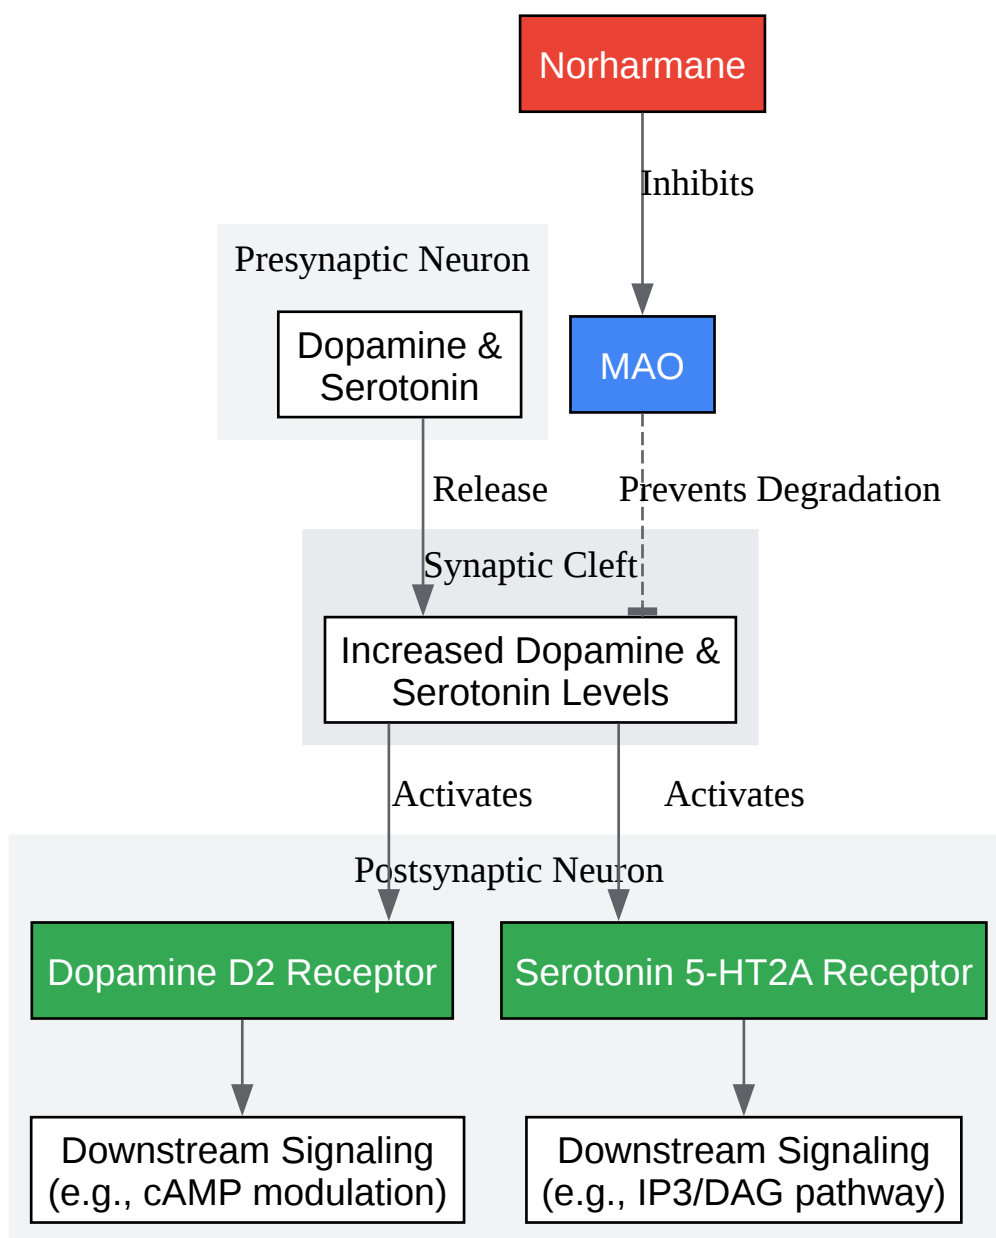 Norharmane
Inhibits
Presynaptic Neuron
Dopamine &
Serotonin
MAO
Release
Prevents Degradation
Synaptic Cleft
Increased Dopamine &
Serotonin Levels
Activates
Activates
Postsynaptic Neuron
Dopamine D2 Receptor
Serotonin 5-HT2A Receptor
Downstream Signaling
(e.g., cAMP modulation)
Downstream Signaling
(e.g., IP3/DAG pathway)